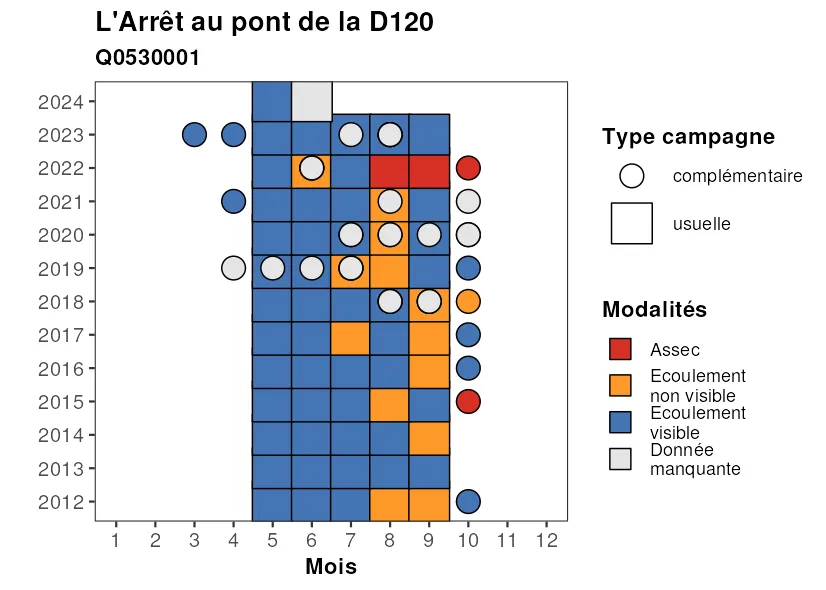 L'Arrêt au pont de la D120
Q0530001
2024
2023
2022
2021
2020
2019
2018
2017
2016
2015
2014
2013
2012
1 2 3 4 5 6 7 8 9 10 11 12
Mois
Type campagne
complémentaire
usuelle
Modalités
Assec
Ecoulement
non visible
Ecoulement
visible
Donnée
manquante